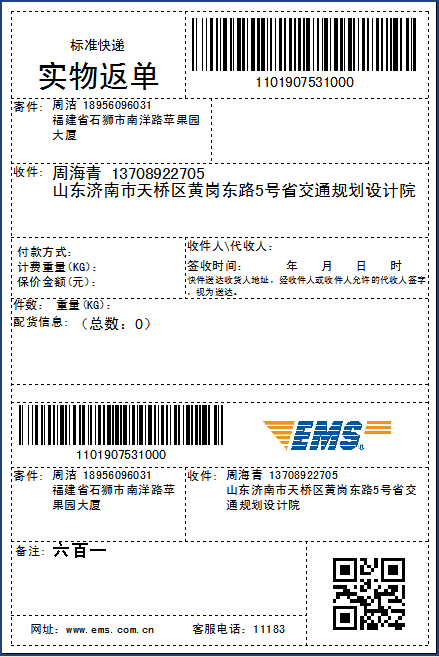 标准快递
实物返单
1101907531000
寄件: 周洁 18956096031
福建省石狮市南洋路苹果园
大厦
收件: 周海青 13708922705
山东济南市天桥区黄岗东路5号省交通规划设计院
付款方式:
计费重量(KG):
保价金额(元):
收件人\代收人:
签收时间: 年 月 日 时
快件送达收货人地址，经收件人或收件人允许的代收人签字
，视为送达。
件数: 重量(KG):
配货信息: （总数: 0）
1101907531000
EMS®
寄件: 周洁 18956096031
福建省石狮市南洋路苹
果园大厦
收件: 周海青 13708922705
山东济南市天桥区黄岗东路5号省交
通规划设计院
备注: 六百一
网址: www.ems.com.cn 客服电话: 11183